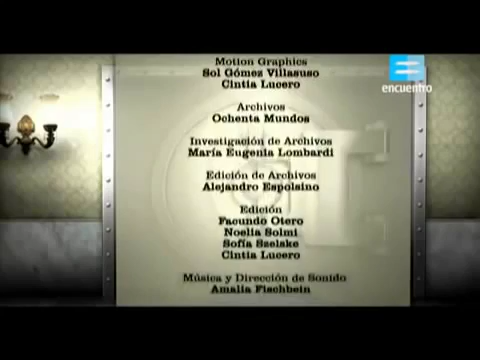 Motion Graphics
Sol Gómez Villasuso
Cintia Lucero
encuentro
Archivos
Ochenta Mundos
Investigación de Archivos
María Eugenia Lombardi
Edición de Archivos
Alejandro Espolsino
Edición
Facundo Otero
Noelia Solmi
Sofía Szelske
Cintia Lucero
Música y Dirección de Sonido
Amalia Fischbein